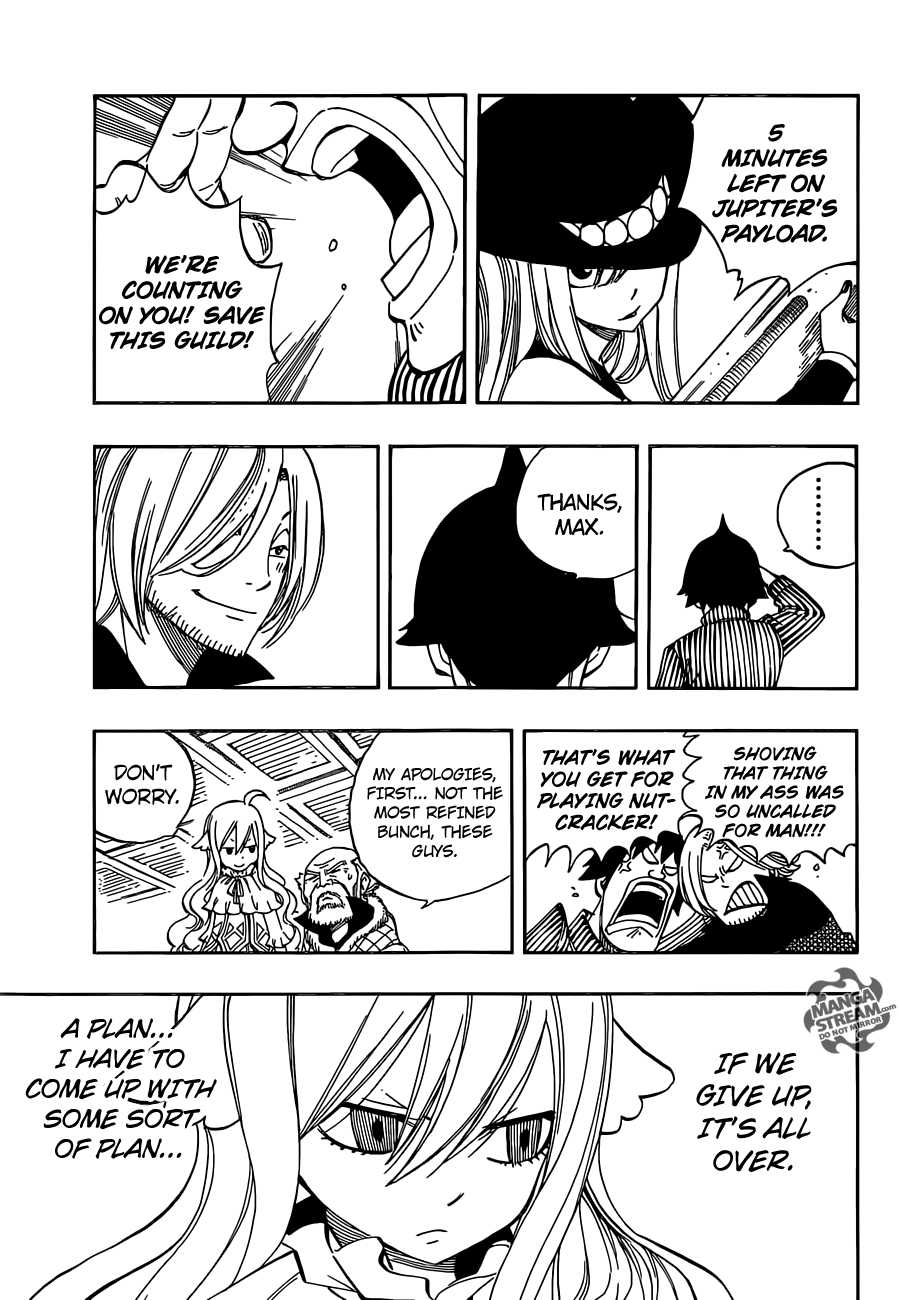 5
MINUTES
LEFT ON
JUPITER'S
PAYLOAD.
WE'RE
COUNTING
ON YOU! SAVE
THIS GUILD!
........
THANKS,
MAX.
SHOVING
THAT THING
IN MY ASS WAS
SO UNCALLED
FOR MAN!!!
THAT'S WHAT
YOU GET FOR
PLAYING NUT-
CRACKER!
MY APOLOGIES,
FIRST... NOT THE
MOST REFINED
BUNCH, THESE
GUYS.
DON'T
WORRY.
IF WE
GIVE UP,
IT'S ALL
OVER.
A PLAN...
I HAVE TO
COME UP WITH
SOME SORT
OF PLAN...
MANGA
STREAM.com
DO NOT MIRROR